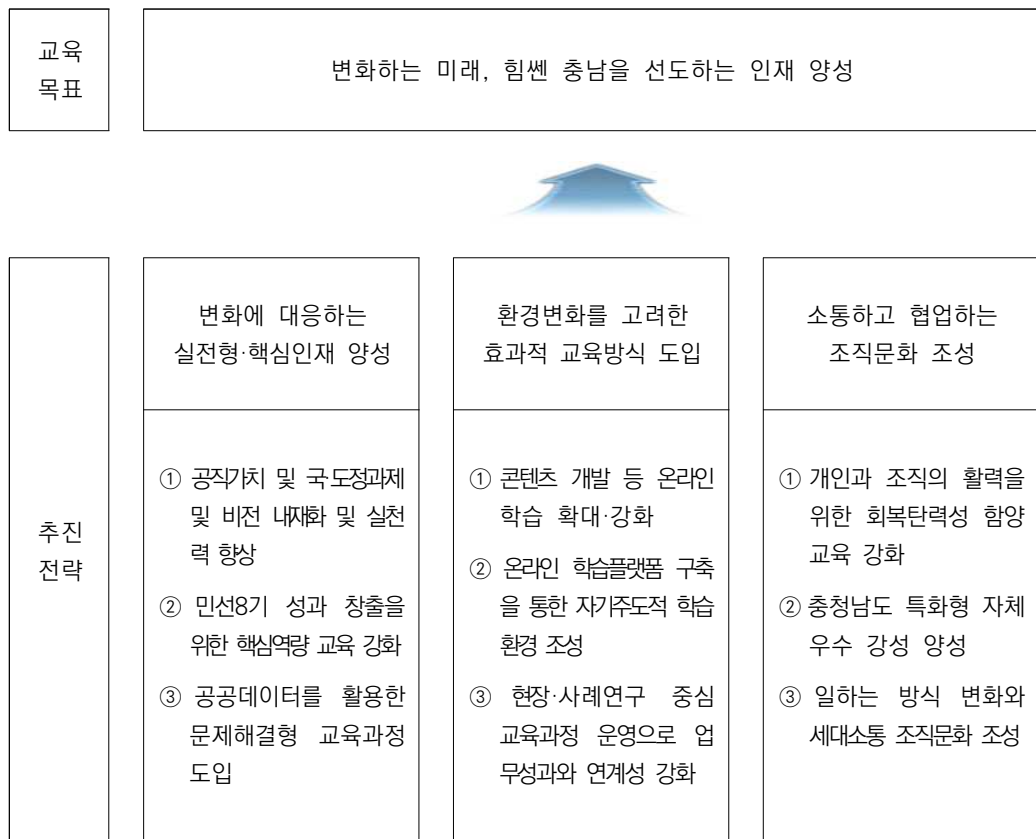 교육
목표
변화하는 미래, 힘쎈 충남을 선도하는 인재 양성
추진
전략
변화에 대응하는
실전형·핵심인재 양성
① 공직가치 및 국·도정과제
및 비전 내재화 및 실천
력 향상
② 민선8기 성과 창출을
위한 핵심역량 교육 강화
③ 공공데이터를 활용한
문제해결형 교육과정
도입
환경변화를 고려한
효과적 교육방식 도입
① 콘텐츠 개발 등 온라인
학습 확대·강화
② 온라인 학습플랫폼 구축
을 통한 자기주도적 학습
환경 조성
③ 현장·사례연구 중심
교육과정 운영으로 업
무성과와 연계성 강화
소통하고 협업하는
조직문화 조성
① 개인과 조직의 활력을
위한 회복탄력성 함양
교육 강화
② 충청남도 특화형 자체
우수 강성 양성
③ 일하는 방식 변화와
세대소통 조직문화 조성